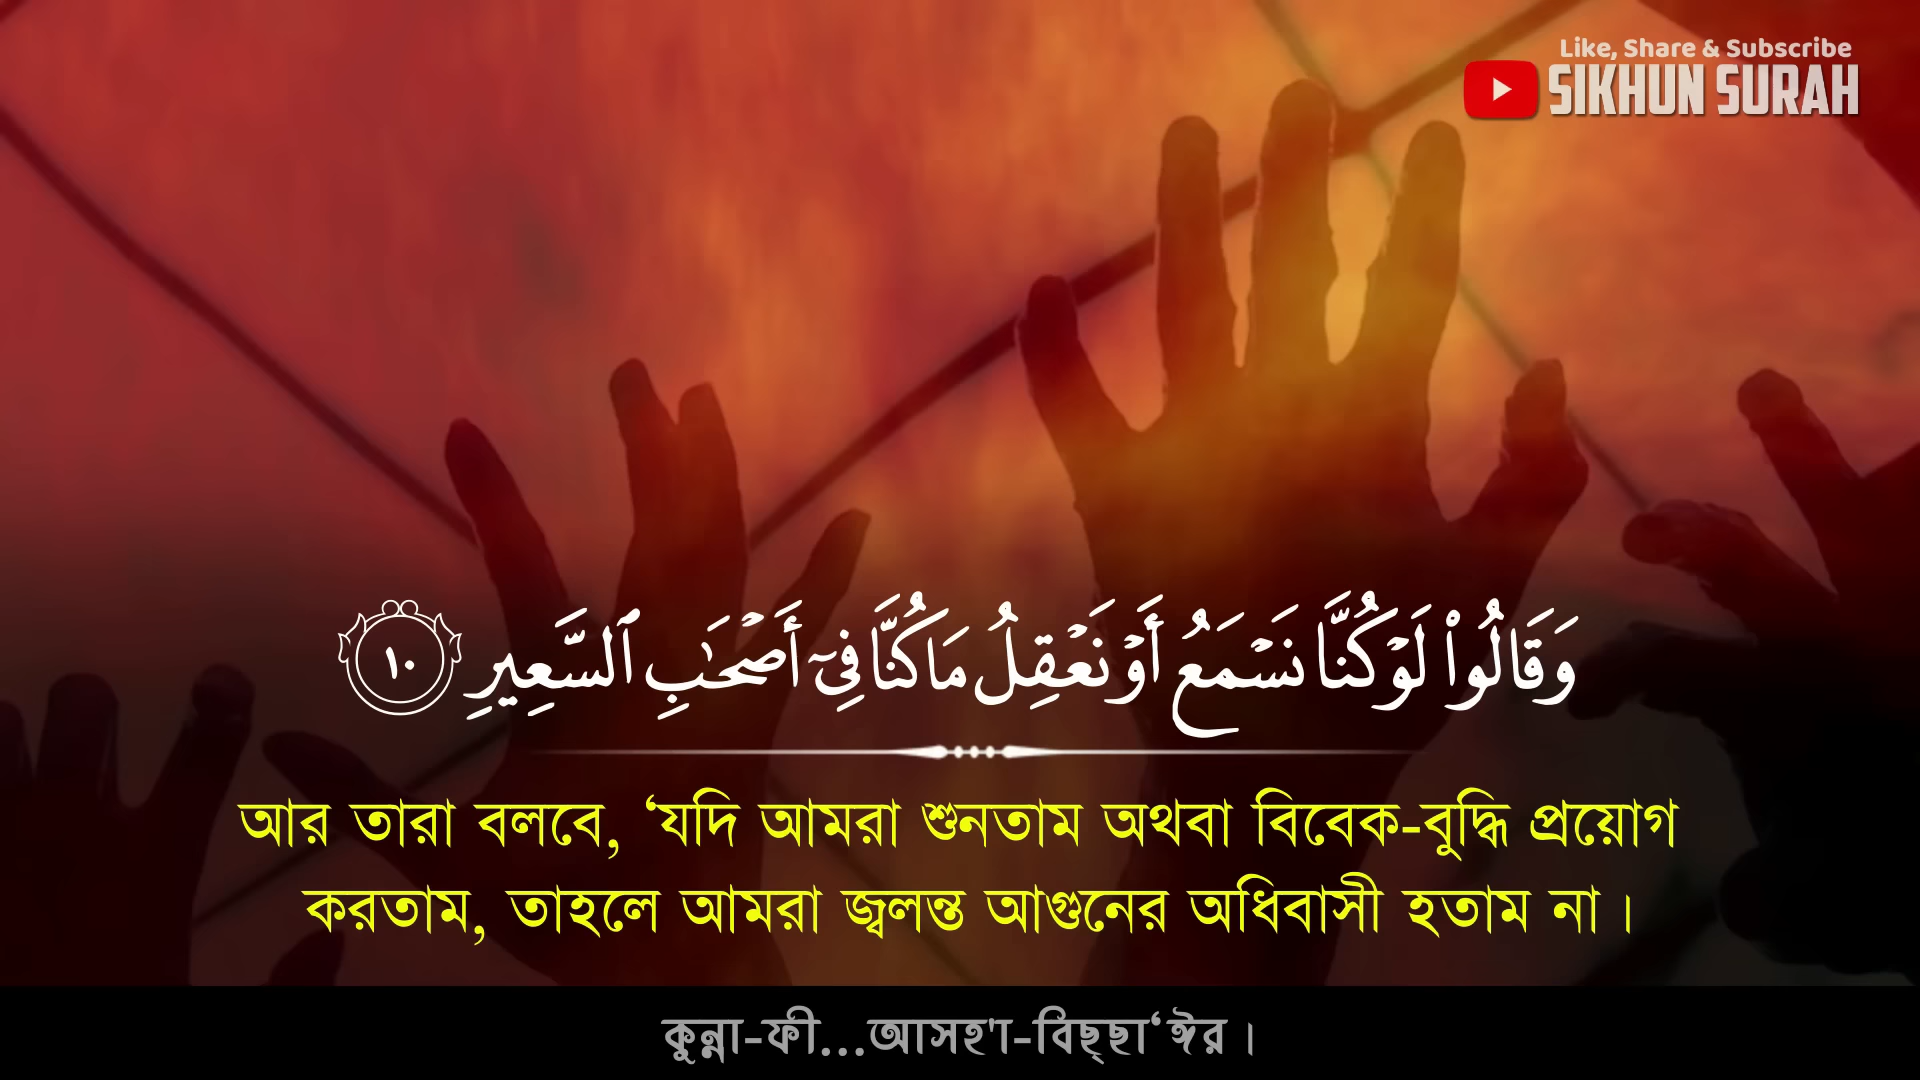 Like, Share & Subscribe
SIKHUN SURAH
وَقَالُوا۟ لَوْ كُنَّا نَسْمَعُ أَوْ نَعْقِلُ مَا كُنَّا فِىٓ أَصْحَٰبِ ٱلسَّعِيرِ ١٠
আর তারা বলবে, ‘যদি আমরা শুনতাম অথবা বিবেক-বুদ্ধি প্রয়োগ
করতাম, তাহলে আমরা জ্বলন্ত আগুনের অধিবাসী হতাম না।
কুন্না-ফী...আসহা'-বিছ্ছা‘ঈর।